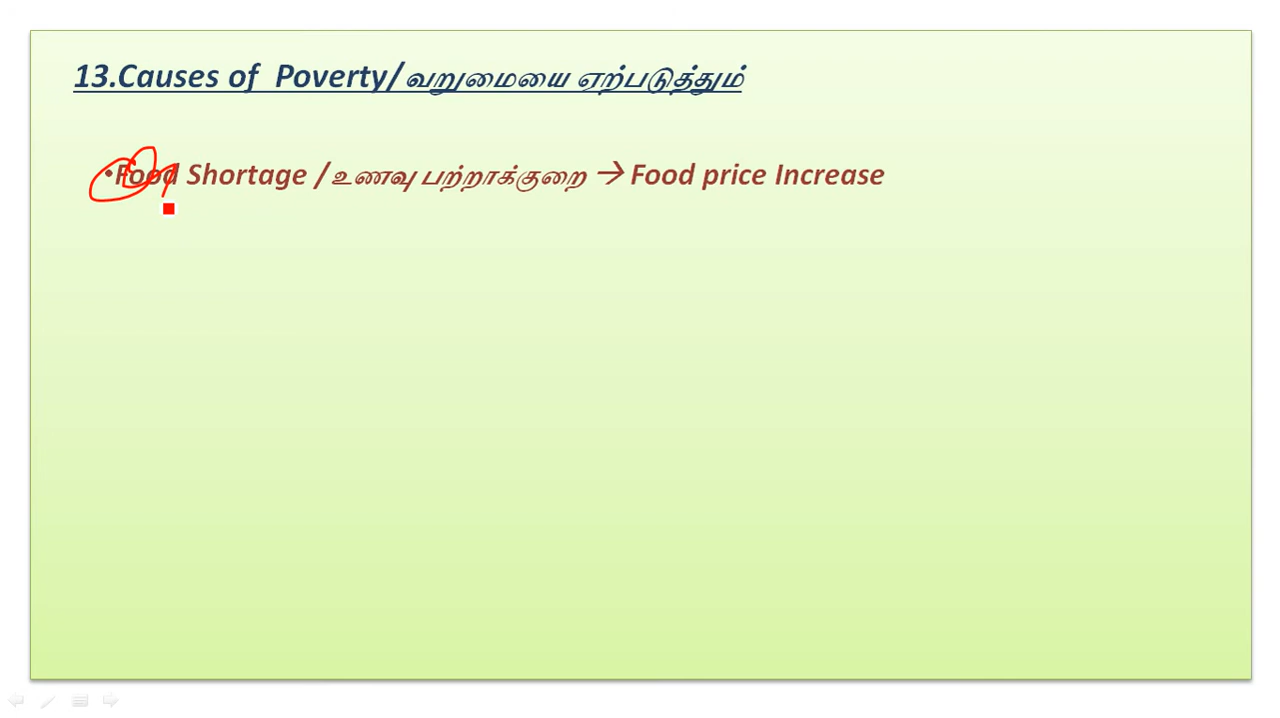 13.Causes of Poverty/வறுமையை ஏற்படுத்தும்
•Food Shortage /உணவு பற்றாக்குறை → Food price Increase